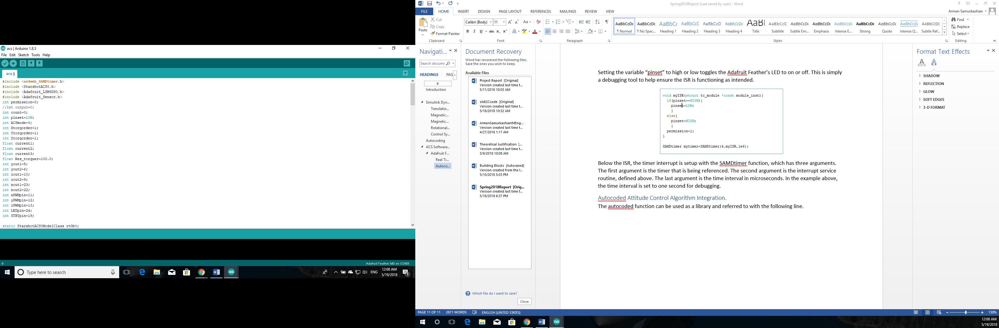 acs | Arduino 1.8.5
File Edit Sketch Tools Help
acs §
#include <avdweb_SAMDtimer.h>
#include <StarshotACS0.h>
#include <Adafruit_LSM9DS0.h>
#include <Adafruit_Sensor.h>
int permission=0;
//int output=0;
int count=0;
int pinset=LOW;
int ACSmode=0;
int Xtorqorder=1;
int Ytorqorder=1;
int Ztorqorder=1;
float current1;
float current2;
float current3;
float Res_torquer=100.0;
int yout1=5;
int yout2=6;
int zout1=10;
int zout2=9;
int xout1=23;
int xout2=22;
int xPWMpin=11;
int yPWMpin=12;
int zPWMpin=13;
int LEDpin=24;
int STBYpin=19;
static StarshotACS0ModelClass rtObj;
9
Adafruit Feather M0 on COM3
Type here to search
ENG
12:08 AM
5/19/2018
3
Spring2018Report (Last saved by user) - Word
FILE HOME INSERT DESIGN PAGE LAYOUT REFERENCES MAILINGS REVIEW VIEW
Armen Samurkashian
Paste
Cut
Copy
Format Painter
Clipboard
Calibri (Body) 11
Font
Paragraph
AaBbCcDc AaBbCcDc AaBbC( AaBbCcE AaBbCcD AaBbCcDc AaBl AaBbCcC AaBbCcDc AaBbCcDc AaBbCcDc AaBbCcDc AaBbCcDc AaBbCcDc AABBCCDC
¶ Normal ¶ No Spac... Heading 1 Heading 2 Heading 3 Heading 4 Title Subtitle Subtle Em... Emphasis Intense E... Strong Quote Intense Q... Subtle Ref...
Styles
Find
Replace
Select
Editing
Navigati...
Search docume
HEADINGS PAG
Introduction
Simulink Dyn...
Translatio...
Magnetic...
Magnetic...
Rotational...
Control Sy...
Autocoding
ACS Software...
Adafruit F...
Real Ti...
Autoco...
Document Recovery
Word has recovered the following files.
Save the ones you wish to keep.
Available Files
Project Report [Original]
Version created last time t...
5/11/2018 10:03 AM
oldI2Ccode [Original]
Version created last time t...
5/18/2018 10:32 AM
ArmenSamurkashianMEng...
Version created last time t...
4/27/2018 1:17 AM
Theoretical Justification [...
Version created last time t...
5/9/2018 10:08 AM
Building Blocks [Autosaved]
Version created from the l...
5/10/2018 5:03 PM
Spring2018Report [Orig...
Version created last time t...
5/18/2018 6:37 PM
Which file do I want to save?
Close
Setting the variable “pinset” to high or low toggles the Adafruit Feather’s LED to on or off. This is simply
a debugging tool to help ensure the ISR is functioning as intended.
void myISR(struct tc_module *const module_inst){
if(pinset==HIGH){
pinset=LOW;
}
else{
pinset=HIGH;
}
permission=1;
}
SAMDtimer mytimer=SAMDtimer(4,myISR,1e6);
Below the ISR, the timer interrupt is setup with the SAMDtimer function, which has three arguments.
The first argument is the timer that is being referenced. The second argument is the interrupt service
routine, defined above. The last argument is the time interval in microseconds. In the example above,
the time interval is set to one second for debugging.
Autocoded Attitude Control Algorithm Integration.
The autocoded function can be used as a library and referred to with the following line.
Format Text Effects
SHADOW
REFLECTION
GLOW
SOFT EDGES
3-D FORMAT
PAGE 11 OF 11 2871 WORDS ENGLISH (UNITED STATES)
130%
12:08 AM
5/19/2018